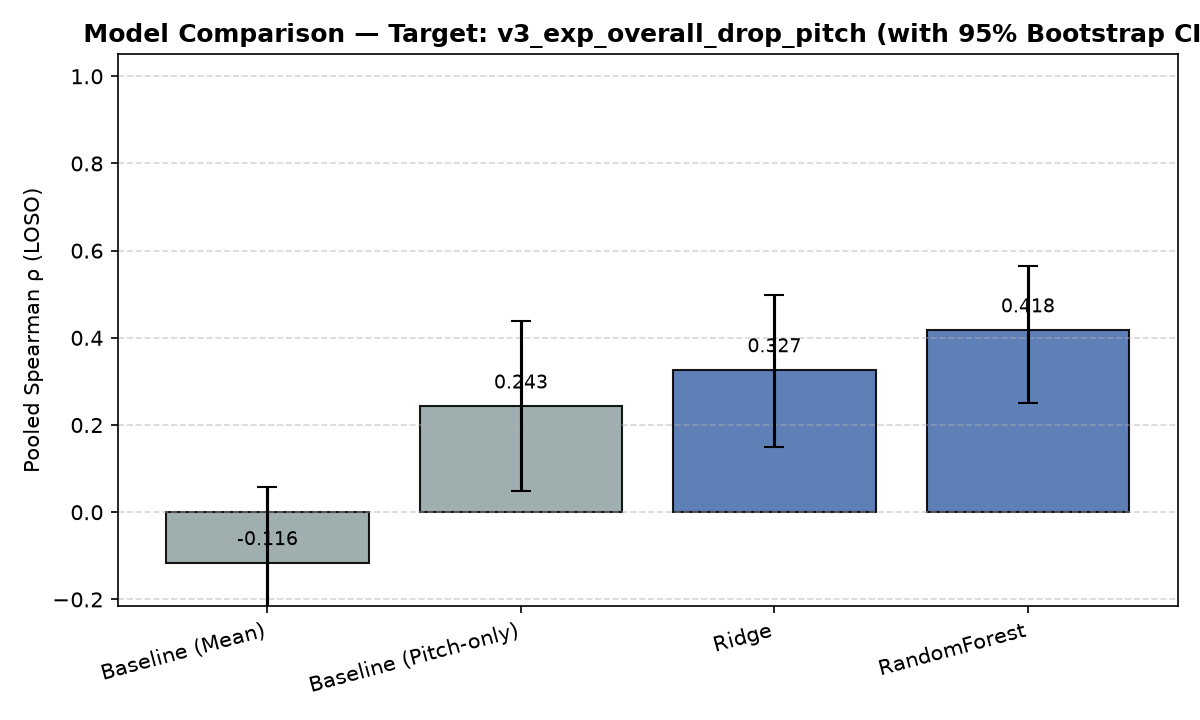 Model Comparison — Target: v3_exp_overall_drop_pitch (with 95% Bootstrap CI
Pooled Spearman ρ (LOSO)
1.0
0.8
0.6
0.4
0.2
0.0
−0.2
-0.116
0.243
0.327
0.418
Baseline (Mean)
Baseline (Pitch-only)
Ridge
RandomForest